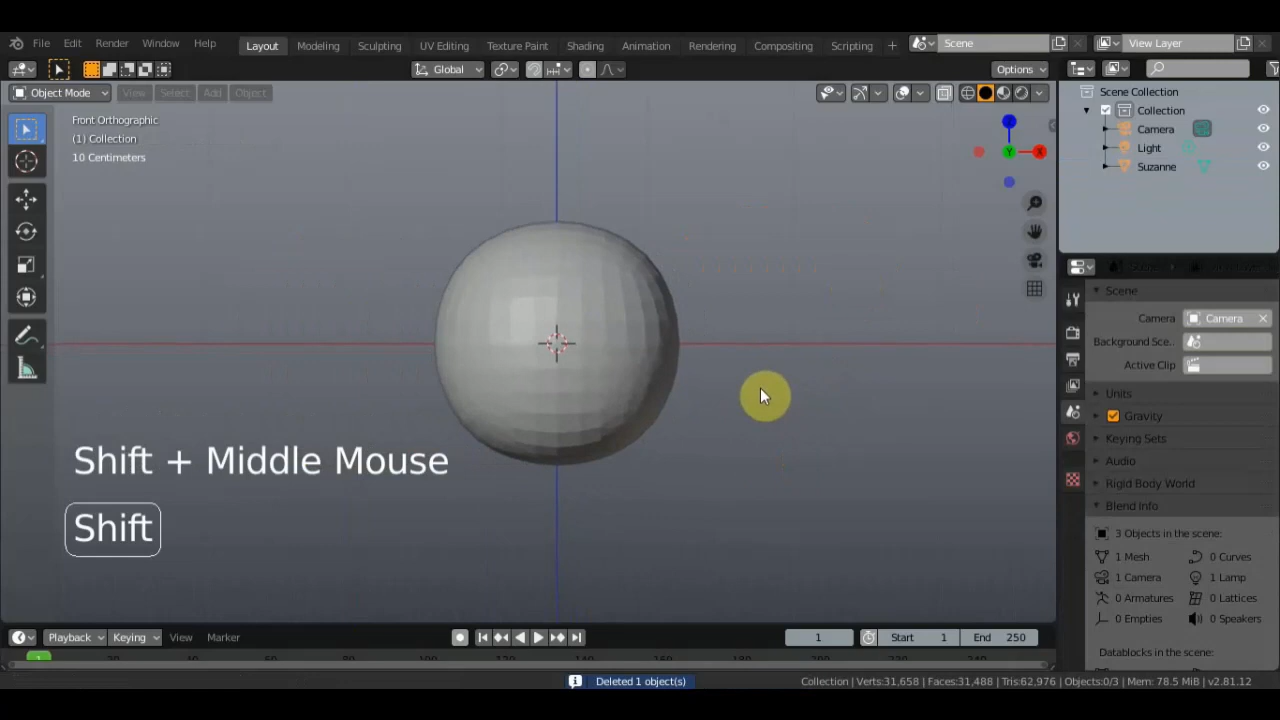 File Edit Render Window Help Layout Modeling Sculpting UV Editing Texture Paint Shading Animation Rendering Compositing Scripting + Scene View Layer
Global Options
Object Mode View Select Add Object
Front Orthographic
(1) Collection
10 Centimeters
Z
Y
X
Scene Collection
Collection
Camera
Light
Suzanne
Scene
Camera Camera
Background Sce..
Active Clip
Units
Gravity
Keying Sets
Audio
Rigid Body World
Blend Info
3 Objects in the scene:
1 Mesh 0 Curves
1 Camera 1 Lamp
0 Armatures 0 Lattices
0 Empties 0 Speakers
Datablocks in the scene:
Shift + Middle Mouse
Shift
Playback Keying View Marker 1 Start 1 End 250
1
Deleted 1 object(s) Collection | Verts:31,658 | Faces:31,488 | Tris:62,976 | Objects:0/3 | Mem: 78.5 MiB | v2.81.12